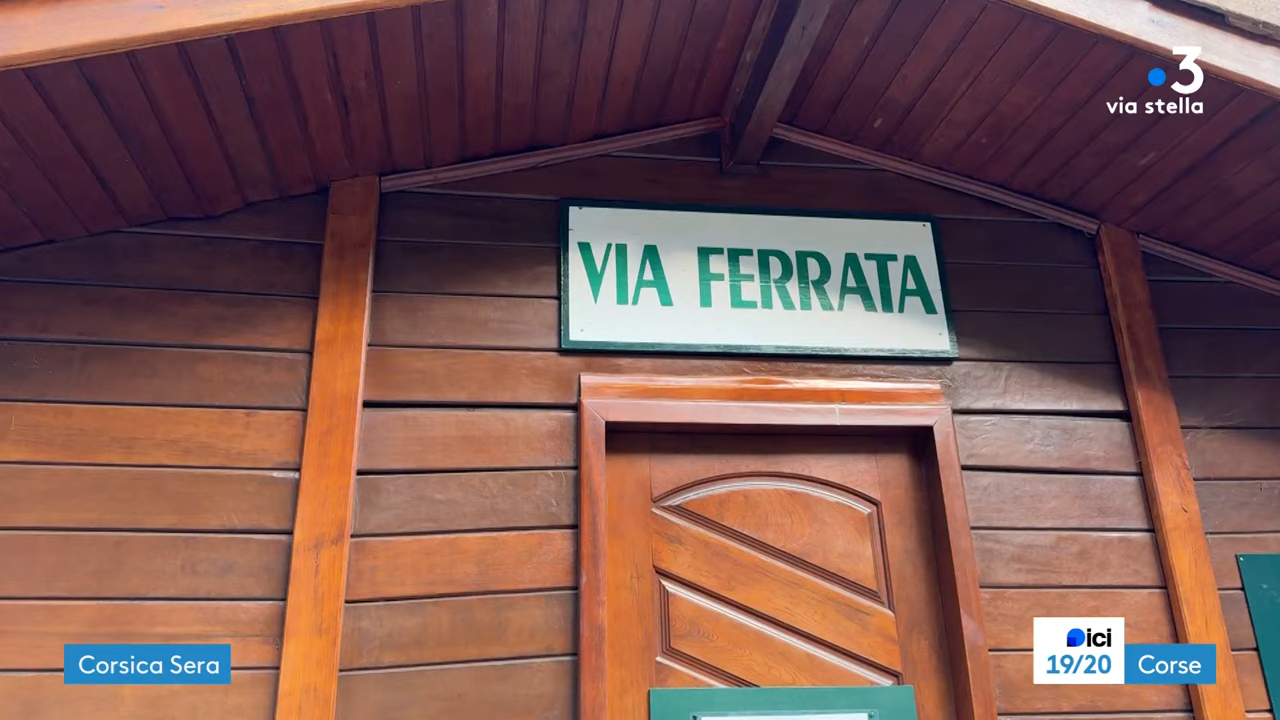 3
via stella
VIA FERRATA
Corsica Sera
ici
19/20
Corse